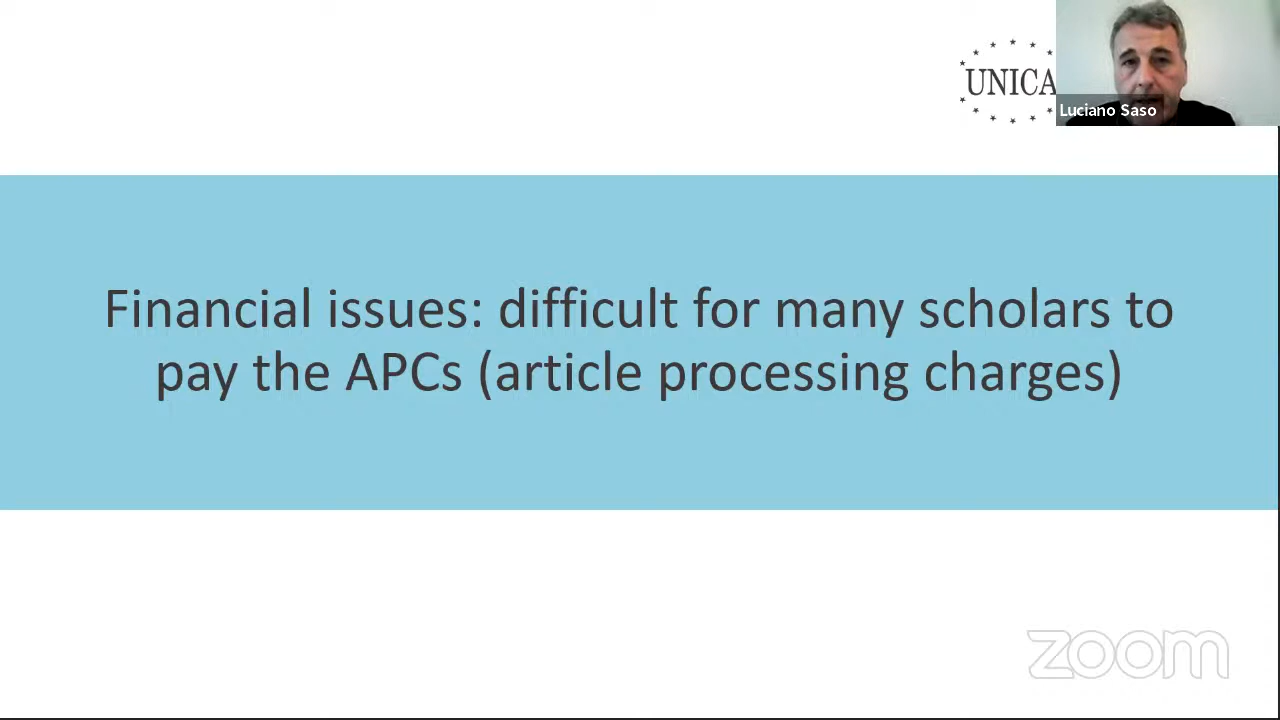 UNICA
Luciano Saso
Financial issues: difficult for many scholars to
pay the APCs (article processing charges)
zoom